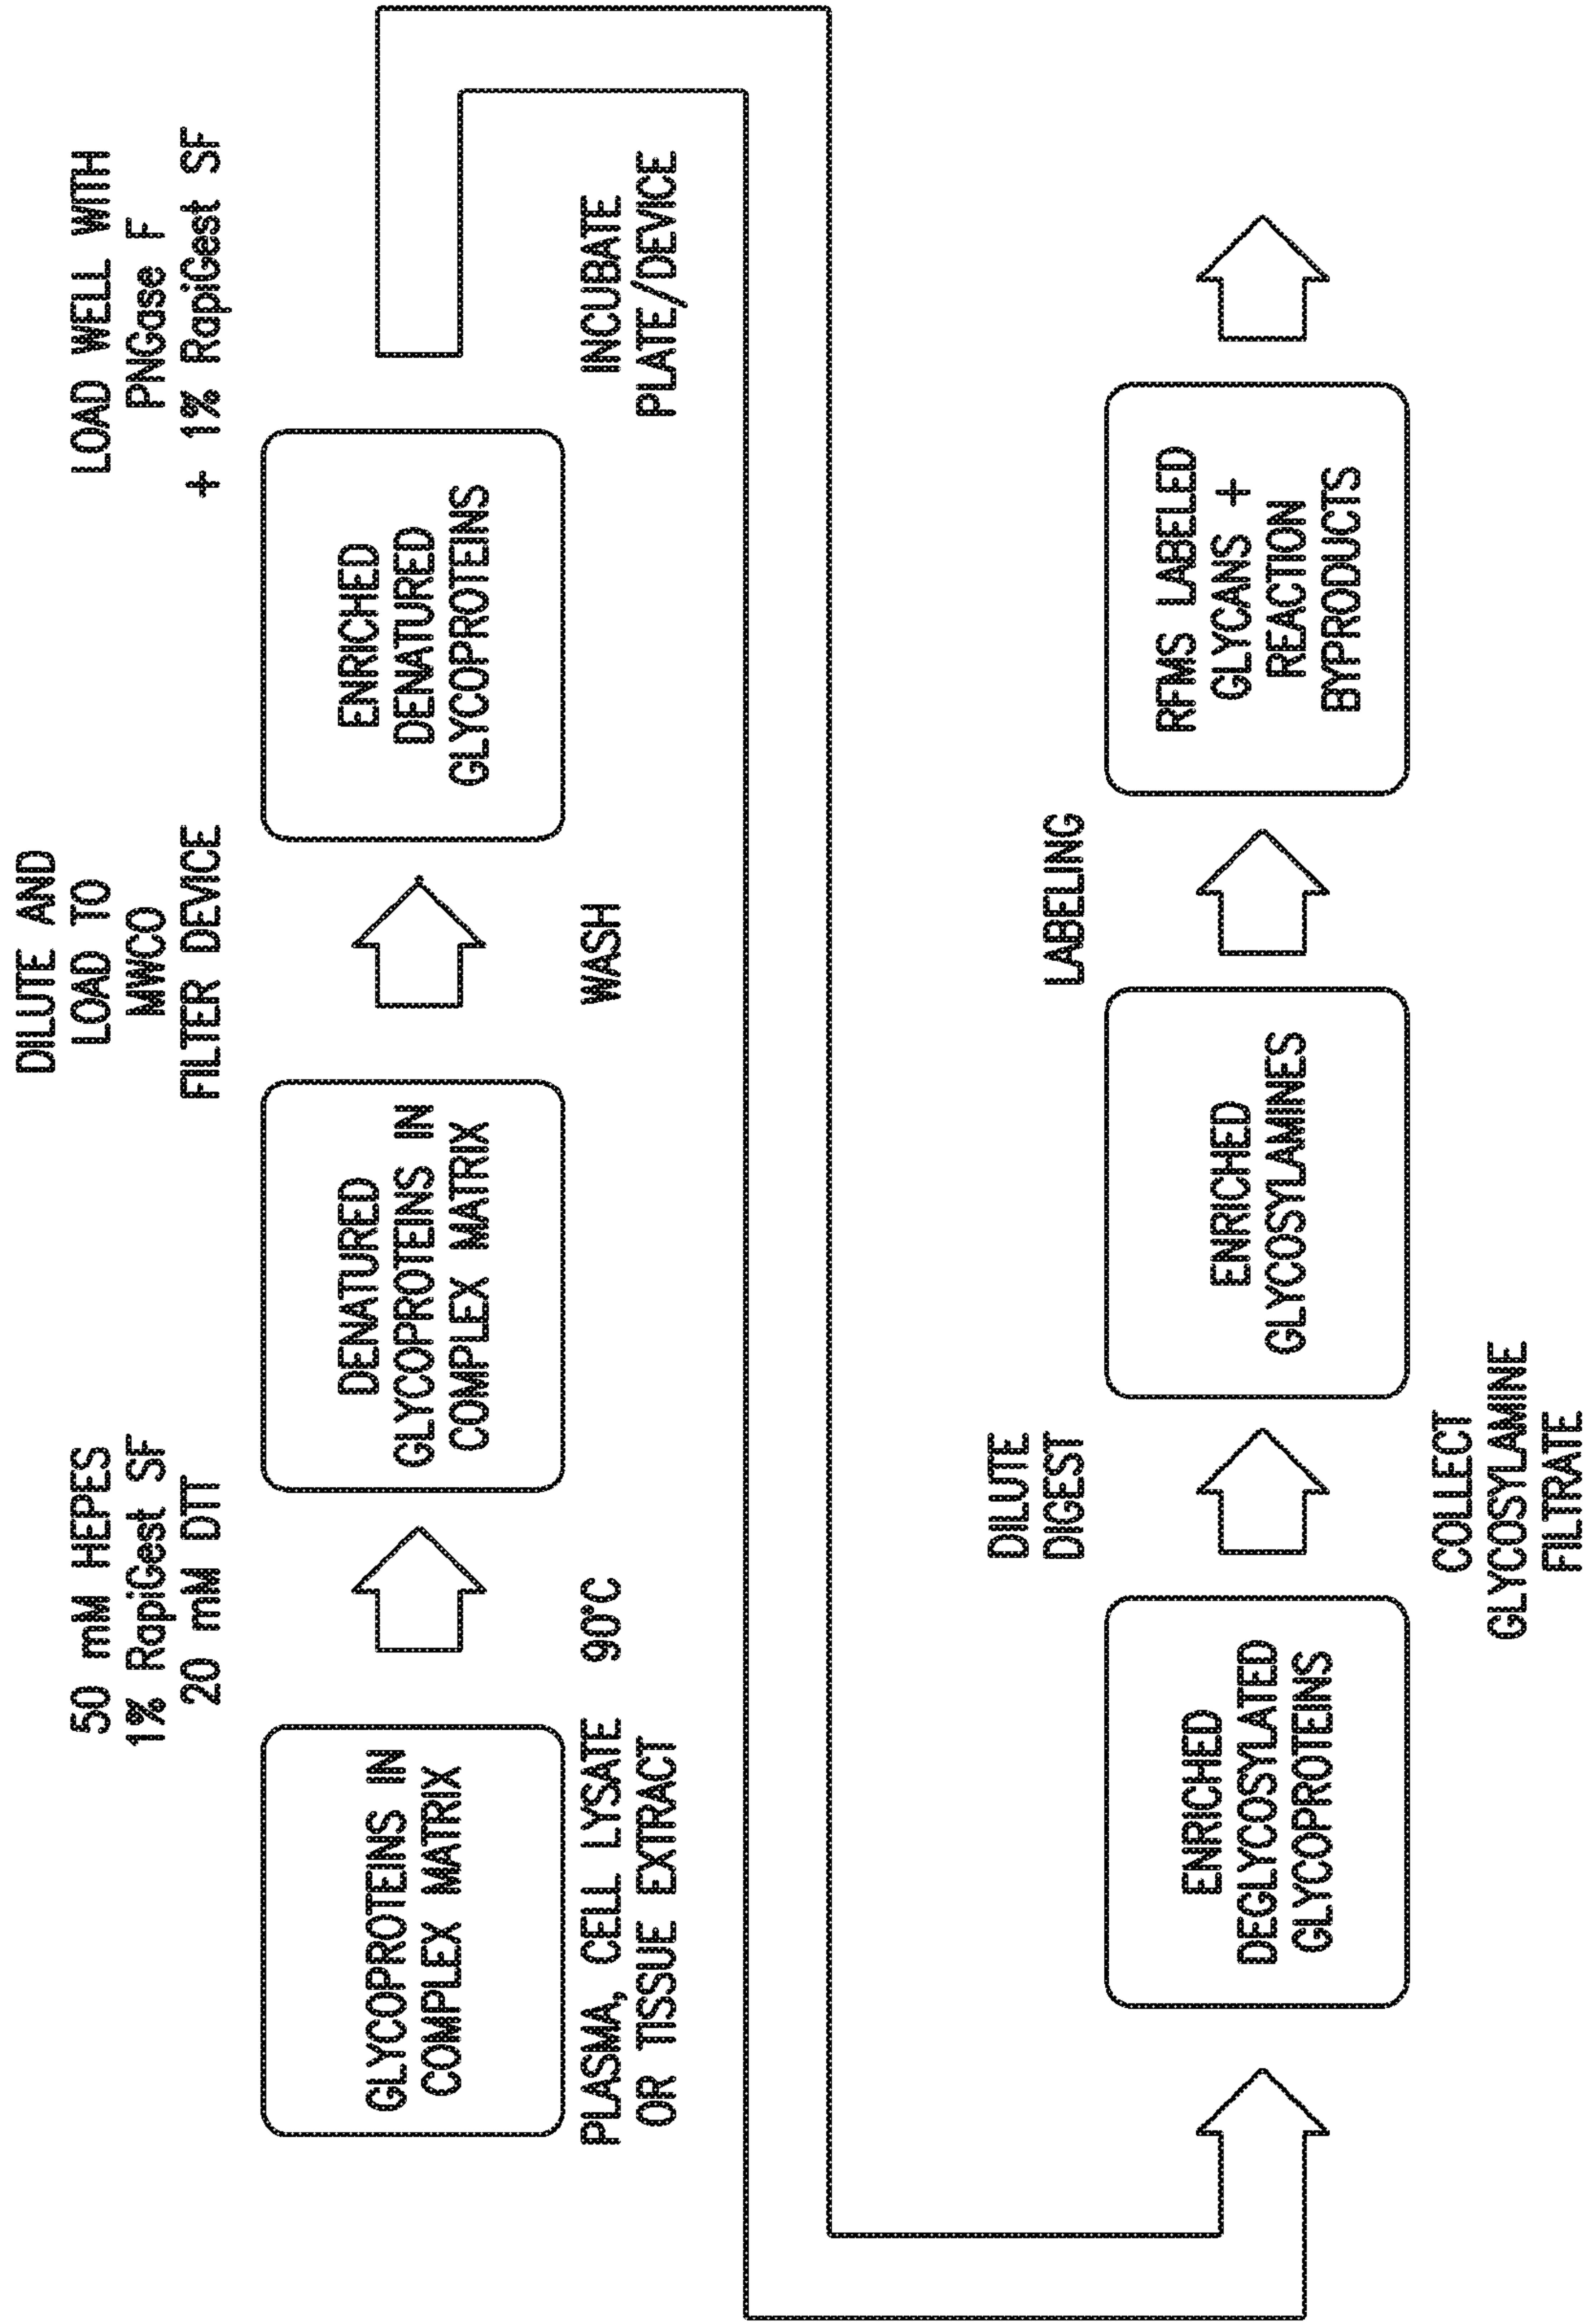 GLYCOPROTEINS IN
COMPLEX MATRIX
PLASMA, CELL LYSATE
OR TISSUE EXTRACT
50 mM HEPES
1% RapiGest SF
20 mM DTT
90°C
DENATURED
GLYCOPROTEINS IN
COMPLEX MATRIX
DILUTE AND
LOAD TO
MWCO
FILTER DEVICE
WASH
ENRICHED
DENATURED
GLYCOPROTEINS
LOAD WELL WITH
PNGase F
+ 1% RapiGest SF
INCUBATE
PLATE/DEVICE
ENRICHED
DEGLYCOSYLATED
GLYCOPROTEINS
DILUTE
DIGEST
COLLECT
GLYCOSYLAMINE
FILTRATE
ENRICHED
GLYCOSYLAMINES
LABELING
RFMS LABELED
GLYCANS +
REACTION
BYPRODUCTS